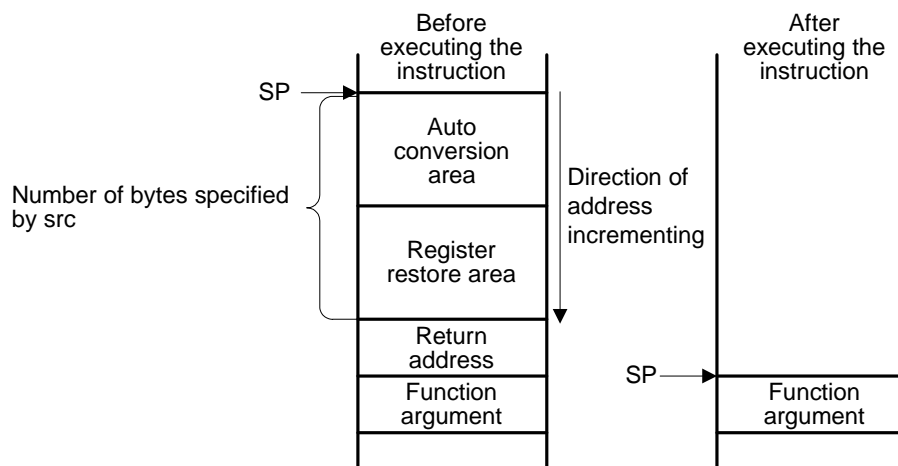 Before
executing the
instruction
After
executing the
instruction
SP
Auto
conversion
area
Number of bytes specified
by src
Direction of
address
incrementing
Register
restore area
Return
address
SP
Function
argument
Function
argument